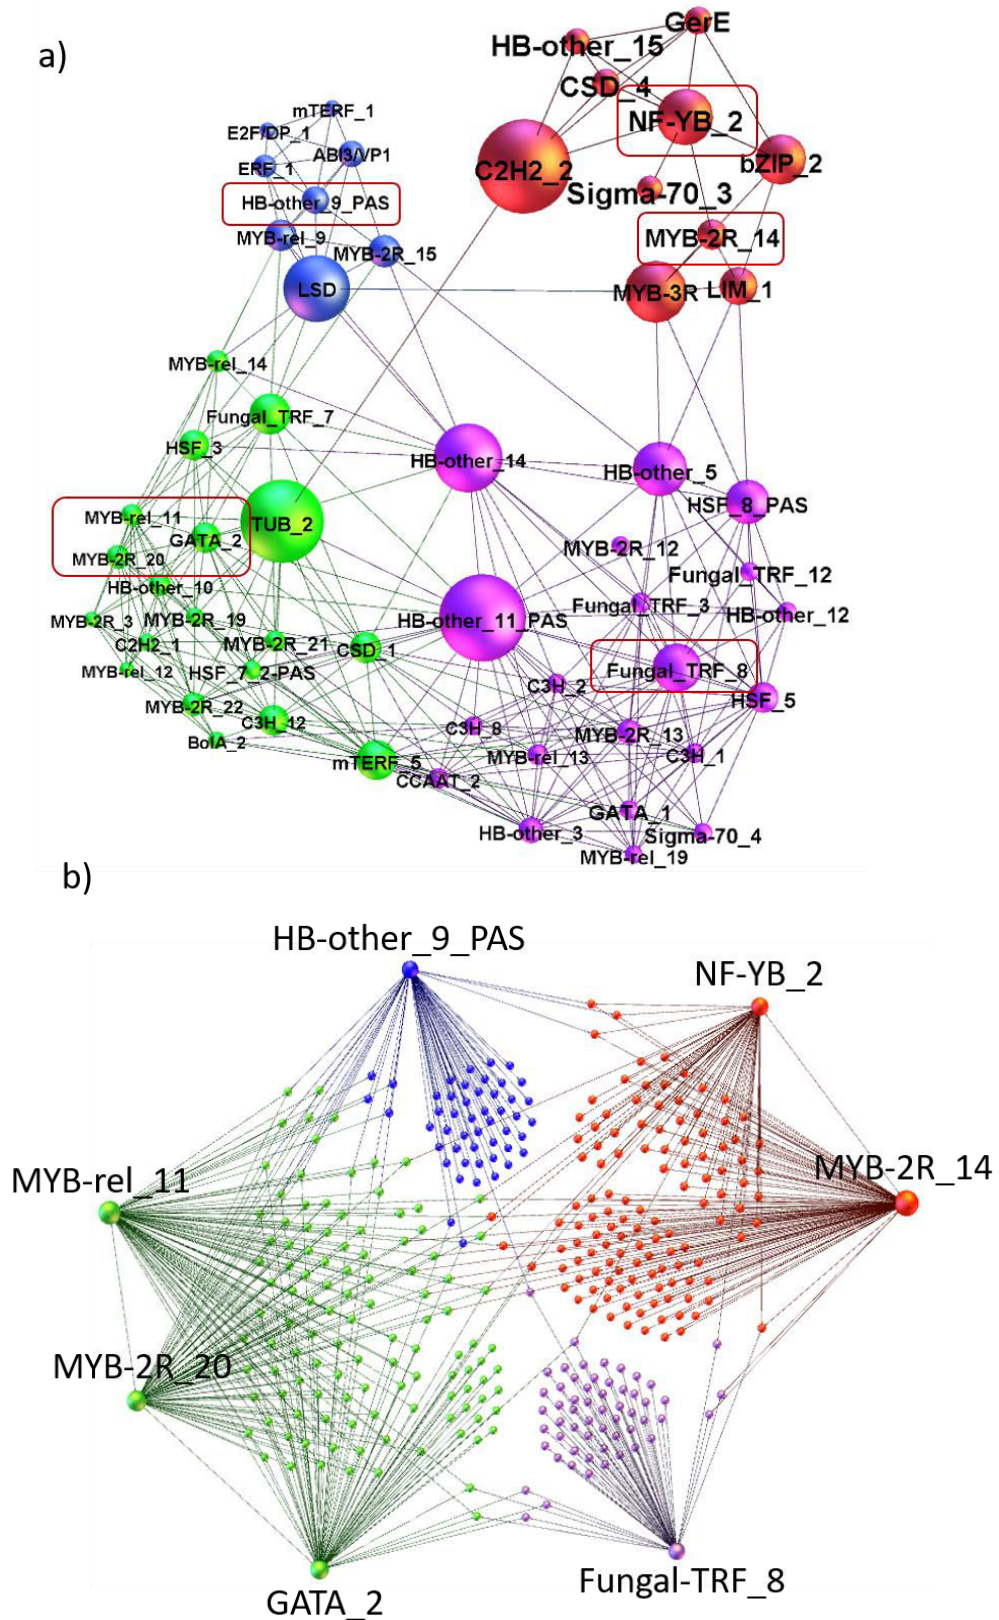 a)
GerE
HB-other_15
CSD_4
NF-YB_2
bZIP_2
C2H2_2
Sigma-70_3
MYB-2R_14
MYB-3R
LIM_1
mTERF_1
E2F/DP_1
ABI3/VP1
ERF_1
HB-other_9_PAS
MYB-rel_9
MYB-2R_15
LSD
MYB-rel_14
Fungal_TRF_7
HSF_3
MYB-rel_11
GATA_2
TUB_2
MYB-2R_20
HB-other_10
MYB-2R_3
MYB-2R_19
C2H2_1
MYB-2R_21
CSD_1
MYB-rel_12
HSF_7_2-PAS
MYB-2R_22
C3H_12
BolA_2
mTERF_5
HB-other_14
HB-other_5
HSF_8_PAS
MYB-2R_12
Fungal_TRF_12
Fungal_TRF_3
HB-other_12
HB-other_11_PAS
Fungal_TRF_8
C3H_2
HSF_5
C3H_8
MYB-2R_13
MYB-rel_13
C3H_1
CCAAT_2
GATA_1
HB-other_3
Sigma-70_4
MYB-rel_19
b)
HB-other_9_PAS
NF-YB_2
MYB-rel_11
MYB-2R_14
MYB-2R_20
GATA_2
Fungal-TRF_8